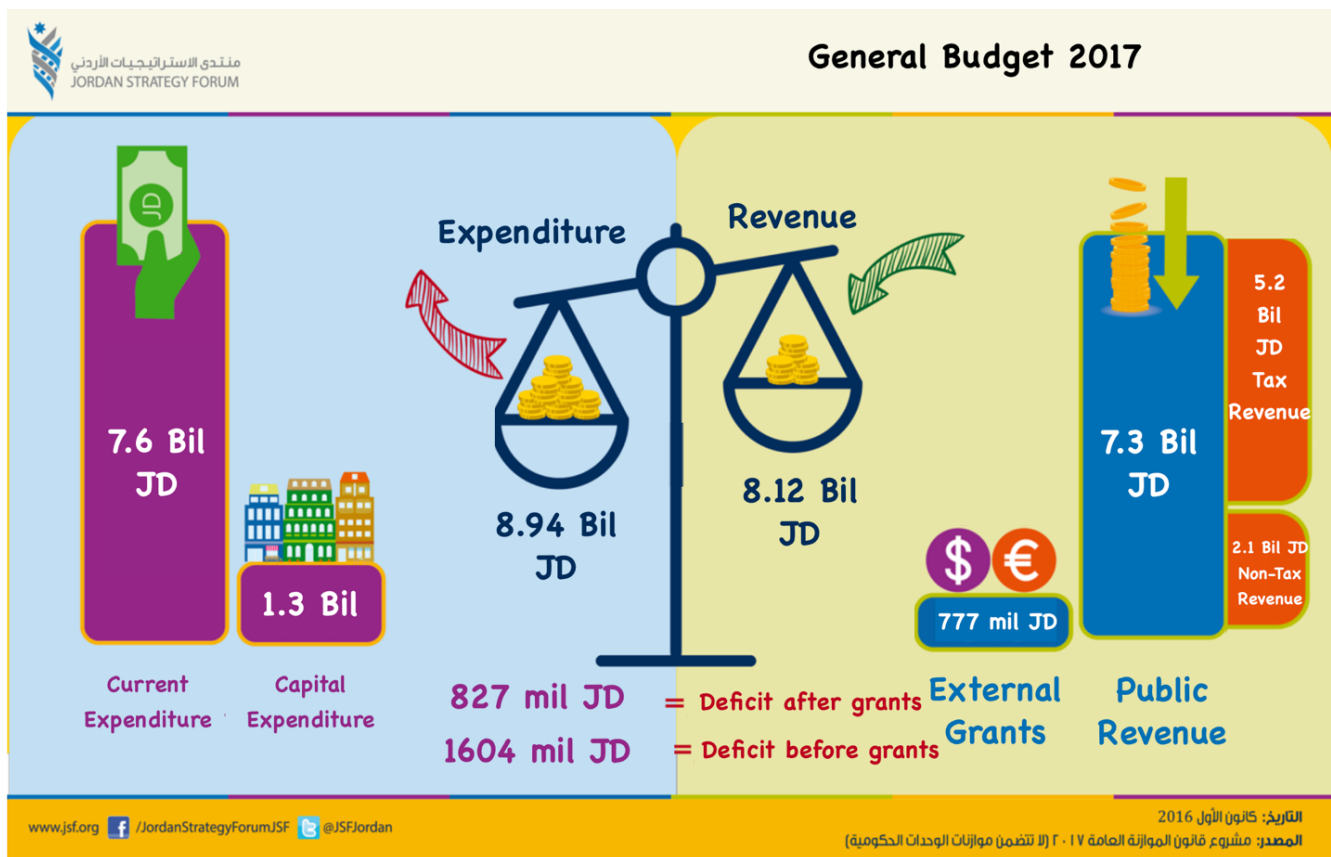 منتدى الاستراتيجيات الأردني
JORDAN STRATEGY FORUM
General Budget 2017
JD
Expenditure
Revenue
7.6 Bil
JD
1.3 Bil
Current
Expenditure
Capital
Expenditure
8.94 Bil
JD
8.12 Bil
JD
$
€
777 mil JD
External
Grants
7.3 Bil
JD
Public
Revenue
5.2
Bil
JD
Tax
Revenue
2.1 Bil JD
Non-Tax
Revenue
827 mil JD = Deficit after grants
1604 mil JD = Deficit before grants
www.jsf.org f /JordanStrategyForumJSF @JSFJordan
التاريخ: كانون الأول 2016
المصدر: مشروع قانون الموازنة العامة ٢٠١٧ (لا تتضمن موازنات الوحدات الحكومية)